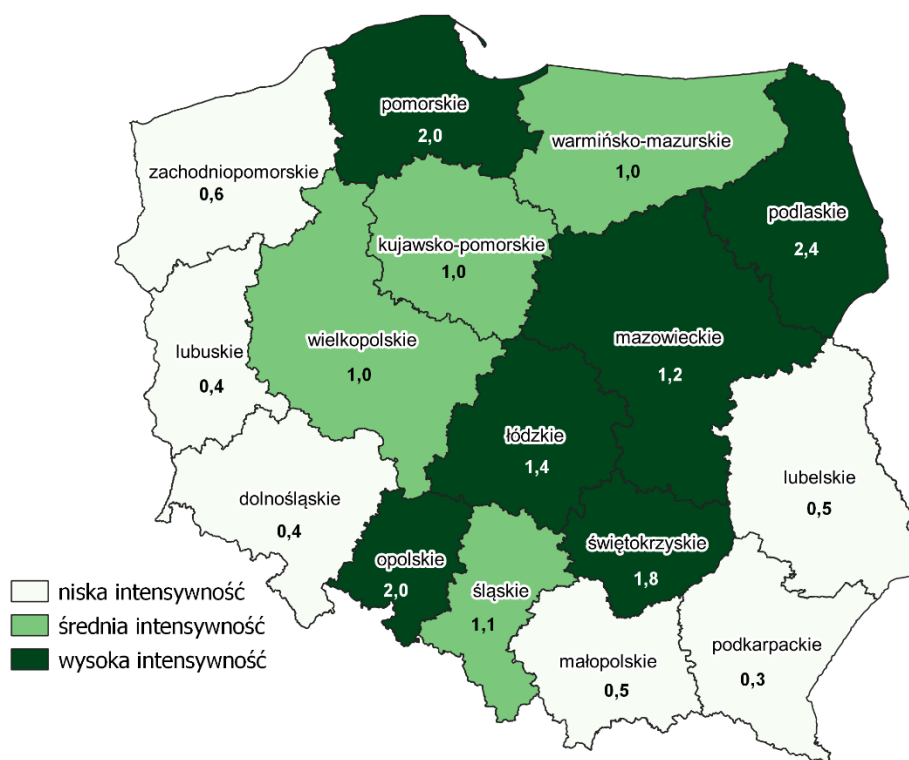 pomorskie
2,0
warmińsko-mazurskie
1,0
zachodniopomorskie
0,6
podlaskie
2,4
kujawsko-pomorskie
1,0
mazowieckie
1,2
wielkopolskie
1,0
lubuskie
0,4
łódzkie
1,4
lubelskie
0,5
dolnośląskie
0,4
świętokrzyskie
1,8
opolskie
2,0
śląskie
1,1
podkarpackie
0,3
małopolskie
0,5
niska intensywność
średnia intensywność
wysoka intensywność